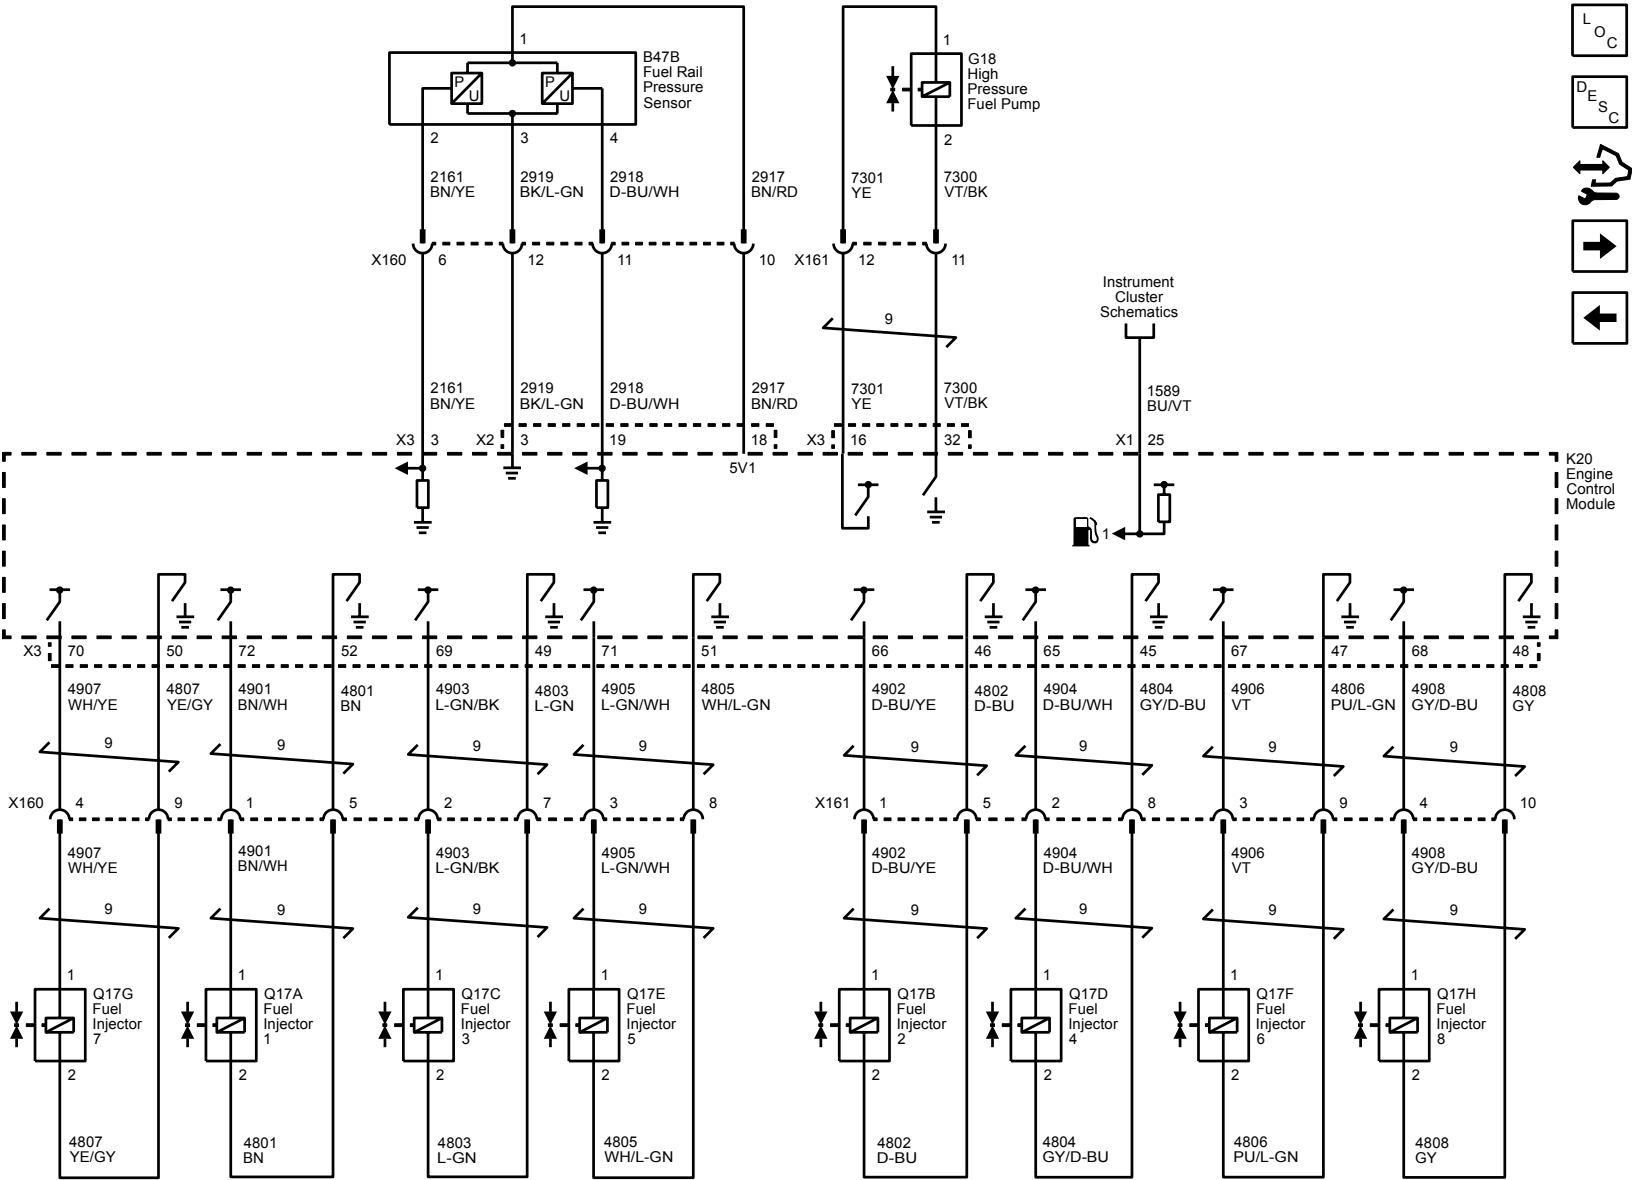 L
O
C
D
E
S
C
1
B47B
Fuel Rail
Pressure
Sensor
P
U
P
U
2
3
4
1
G18
High
Pressure
Fuel Pump
2
2161
BN/YE
2919
BK/L-GN
2918
D-BU/WH
2917
BN/RD
7301
YE
7300
VT/BK
X160
6
12
11
10
X161
12
11
Instrument
Cluster
Schematics
9
2161
BN/YE
2919
BK/L-GN
2918
D-BU/WH
2917
BN/RD
7301
YE
7300
VT/BK
1589
BU/VT
X3
3
X2
3
19
18
X3
16
32
X1
25
5V1
K20
Engine
Control
Module
1
X3
70
50
72
52
69
49
71
51
66
46
65
45
67
47
68
48
4907
WH/YE
4807
YE/GY
4901
BN/WH
4801
BN
4903
L-GN/BK
4803
L-GN
4905
L-GN/WH
4805
WH/L-GN
4902
D-BU/YE
4802
D-BU
4904
D-BU/WH
4804
GY/D-BU
4906
VT
4806
PU/L-GN
4908
GY/D-BU
4808
GY
9
9
9
9
9
9
9
9
X160
4
9
1
5
2
7
3
8
X161
1
5
2
8
3
9
4
10
4907
WH/YE
4901
BN/WH
4903
L-GN/BK
4905
L-GN/WH
4902
D-BU/YE
4904
D-BU/WH
4906
VT
4908
GY/D-BU
9
9
9
9
9
9
9
9
1
1
1
1
1
1
1
1
Q17G
Fuel
Injector
7
Q17A
Fuel
Injector
1
Q17C
Fuel
Injector
3
Q17E
Fuel
Injector
5
Q17B
Fuel
Injector
2
Q17D
Fuel
Injector
4
Q17F
Fuel
Injector
6
Q17H
Fuel
Injector
8
2
2
2
2
2
2
2
2
4807
YE/GY
4801
BN
4803
L-GN
4805
WH/L-GN
4802
D-BU
4804
GY/D-BU
4806
PU/L-GN
4808
GY